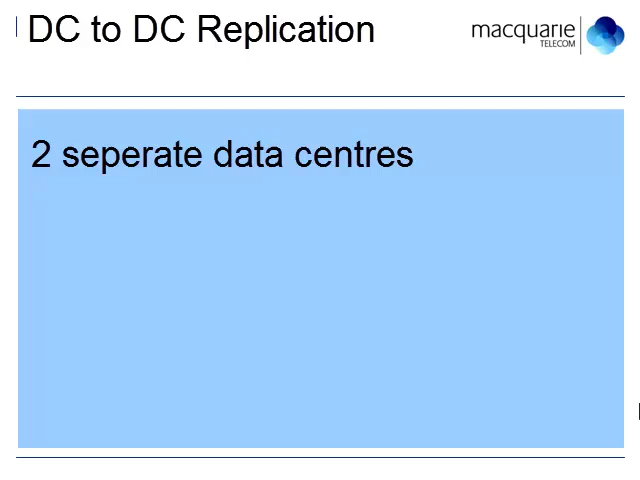 DC to DC Replication
macquarie
TELECOM
2 seperate data centres